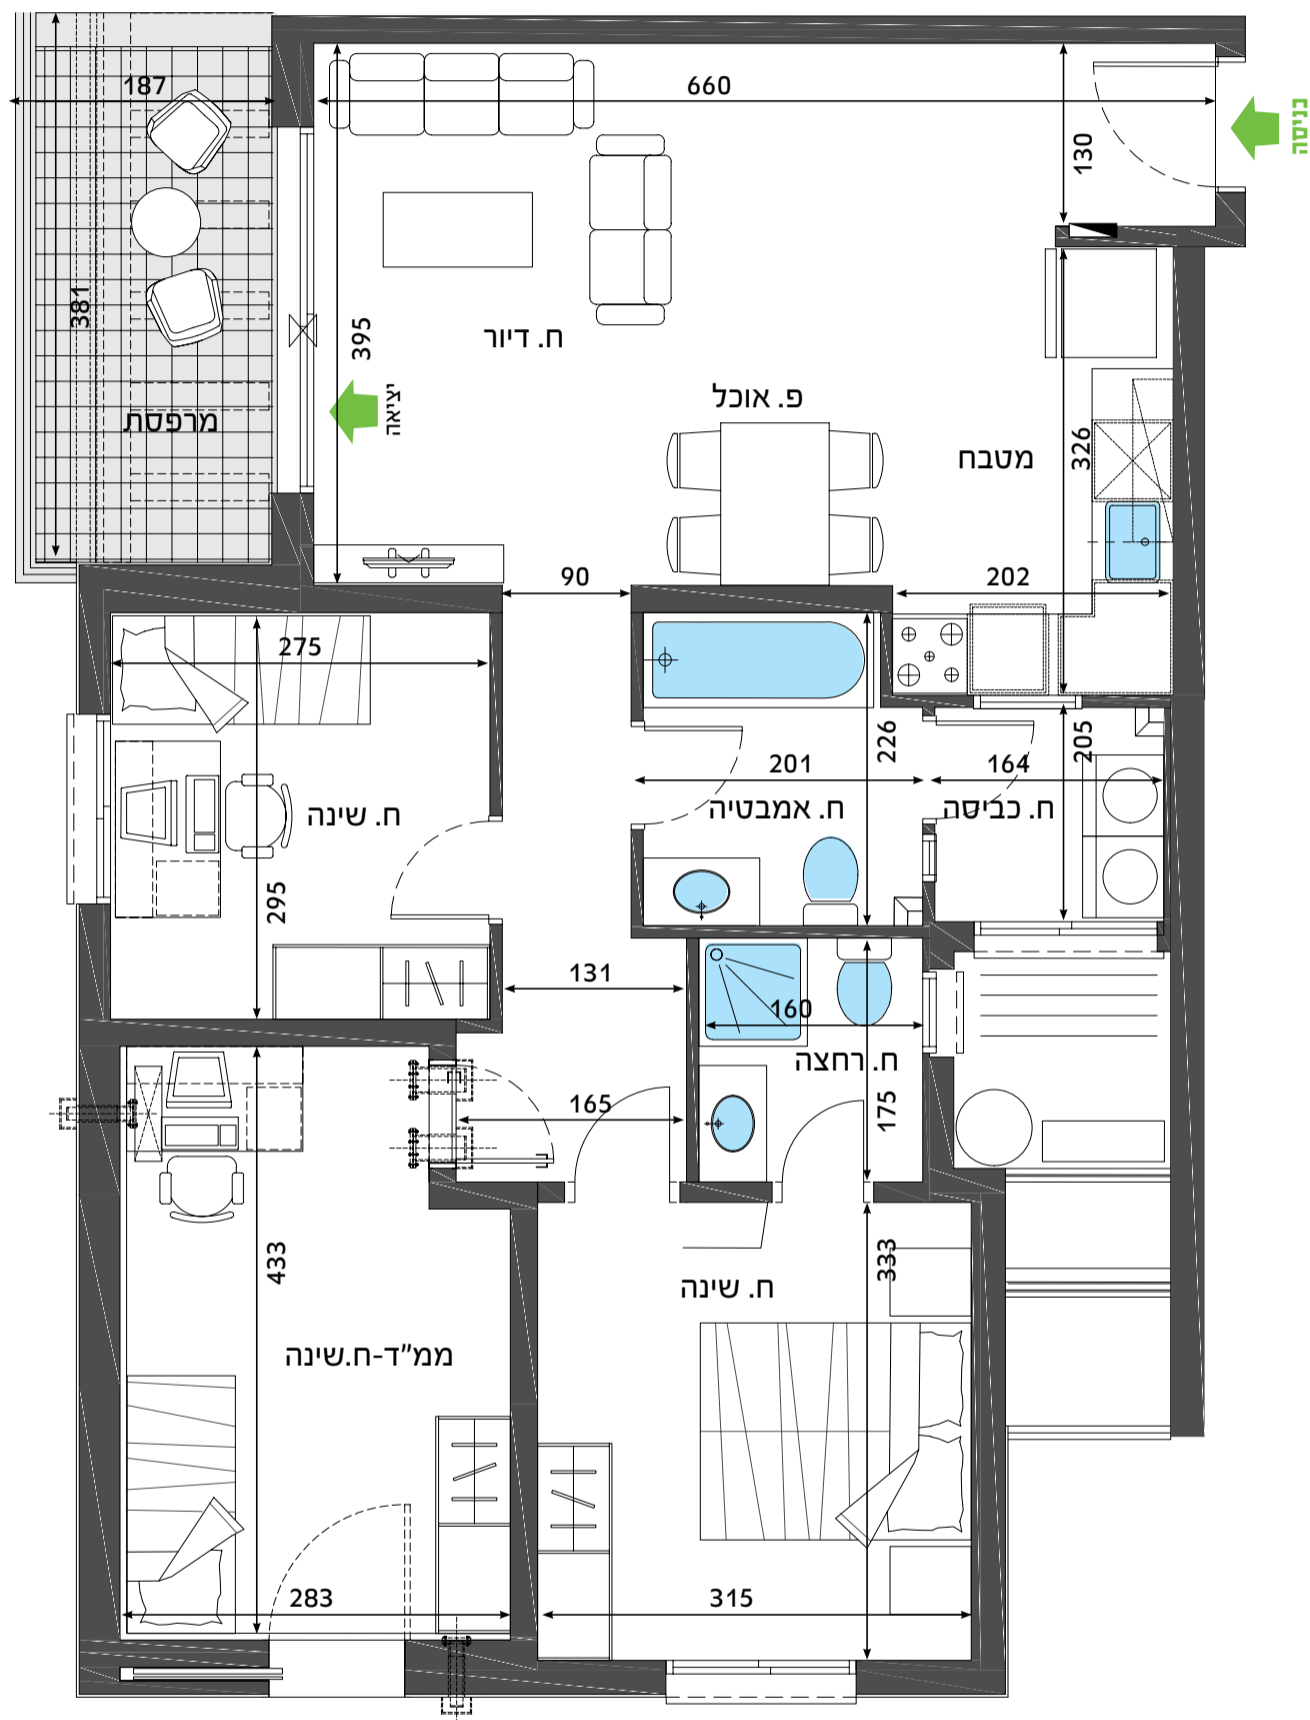 187
660
כניסה
130
381
395
ח. דיור
יציאה
פ. אוכל
מרפסת
מטבח
326
90
202
275
226
205
201
164
ח. שינה
ח. אמבטיה
ח. כביסה
295
131
160
ח. רחצה
165
175
433
333
ח. שינה
ממ"ד-ח.שינה
283
315